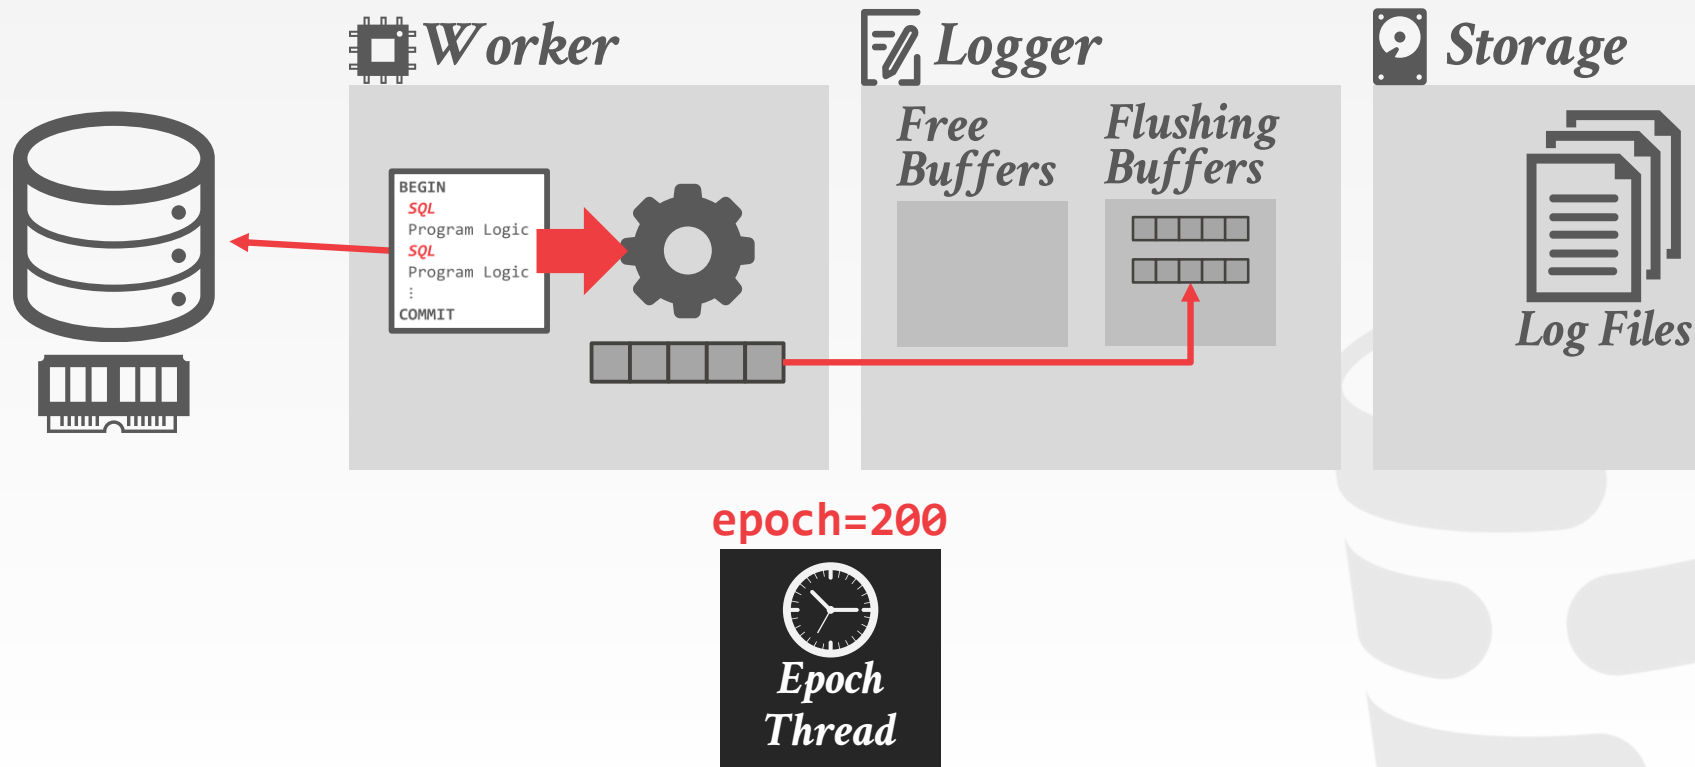 Worker
Logger
Storage
Free
Buffers
Flushing
Buffers
BEGIN
SQL
Program Logic
SQL
Program Logic
⋮
COMMIT
Log Files
epoch=200
Epoch
Thread